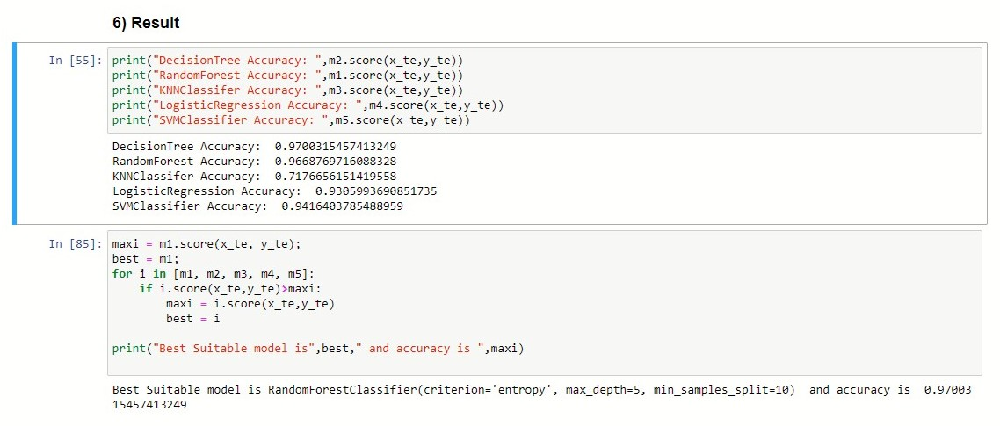 6) Result
In [55]: print("DecisionTree Accuracy: ",m2.score(x_te,y_te))
print("RandomForest Accuracy: ",m1.score(x_te,y_te))
print("KNNClassifer Accuracy: ",m3.score(x_te,y_te))
print("LogisticRegression Accuracy: ",m4.score(x_te,y_te))
print("SVMClassifier Accuracy: ",m5.score(x_te,y_te))
DecisionTree Accuracy:  0.9700315457413249
RandomForest Accuracy:  0.9668769716088328
KNNClassifer Accuracy:  0.7176656151419558
LogisticRegression Accuracy:  0.9305993690851735
SVMClassifier Accuracy:  0.9416403785488959
In [85]: maxi = m1.score(x_te, y_te);
best = m1;
for i in [m1, m2, m3, m4, m5]:
    if i.score(x_te,y_te)>maxi:
        maxi = i.score(x_te,y_te)
        best = i
print("Best Suitable model is",best," and accuracy is ",maxi)
Best Suitable model is RandomForestClassifier(criterion='entropy', max_depth=5, min_samples_split=10)  and accuracy is  0.97003
15457413249